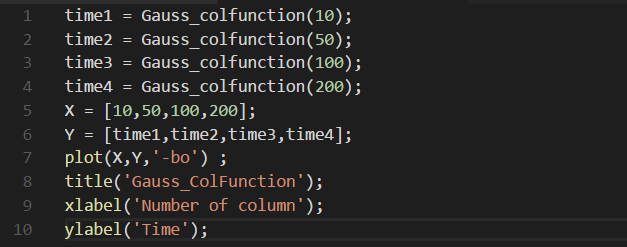 1 time1 = Gauss_colfunction(10);
2 time2 = Gauss_colfunction(50);
3 time3 = Gauss_colfunction(100);
4 time4 = Gauss_colfunction(200);
5 X = [10,50,100,200];
6 Y = [time1,time2,time3,time4];
7 plot(X,Y,'-bo') ;
8 title('Gauss_ColFunction');
9 xlabel('Number of column');
10 ylabel('Time');